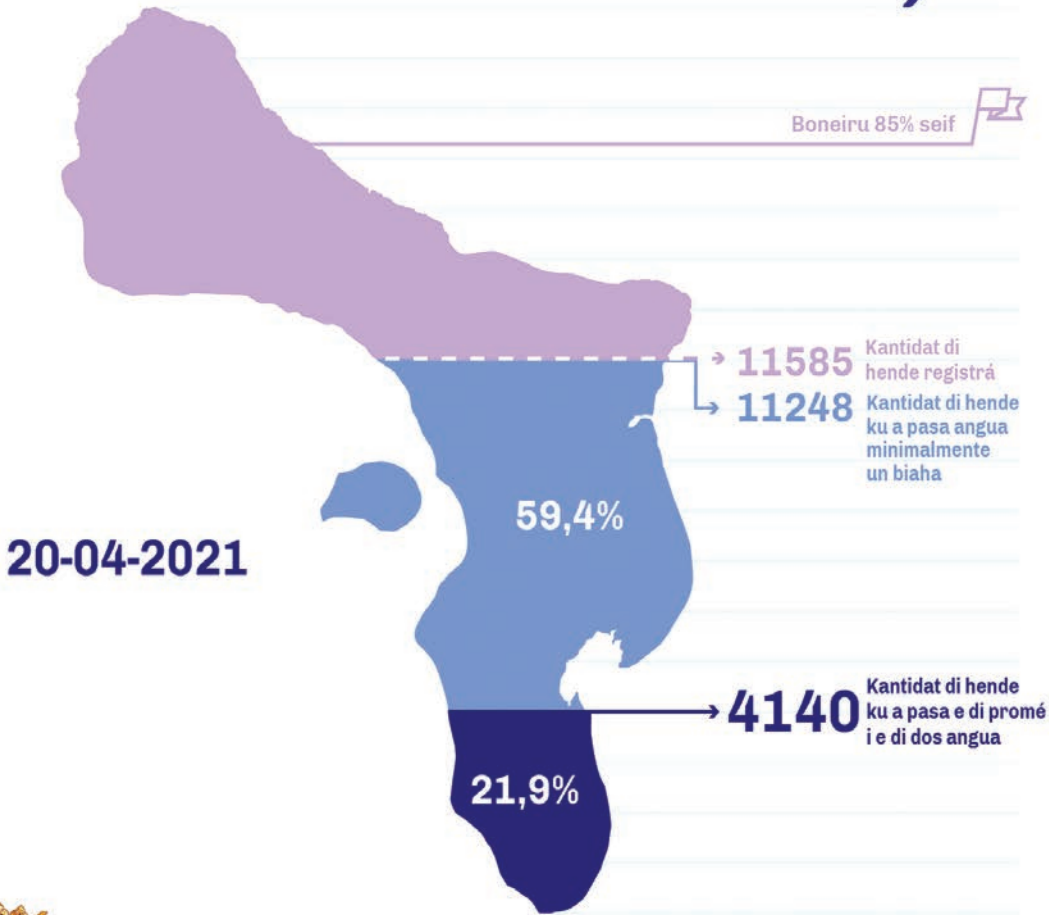 Boneiru 85% seif
11585
Kantidat di
hende registrá
11248
Kantidat di hende
ku a pasa angua
minimalmente
un biaha
59,4%
20-04-2021
4140
Kantidat di hende
ku a pasa e di promé
i e di dos angua
21,9%